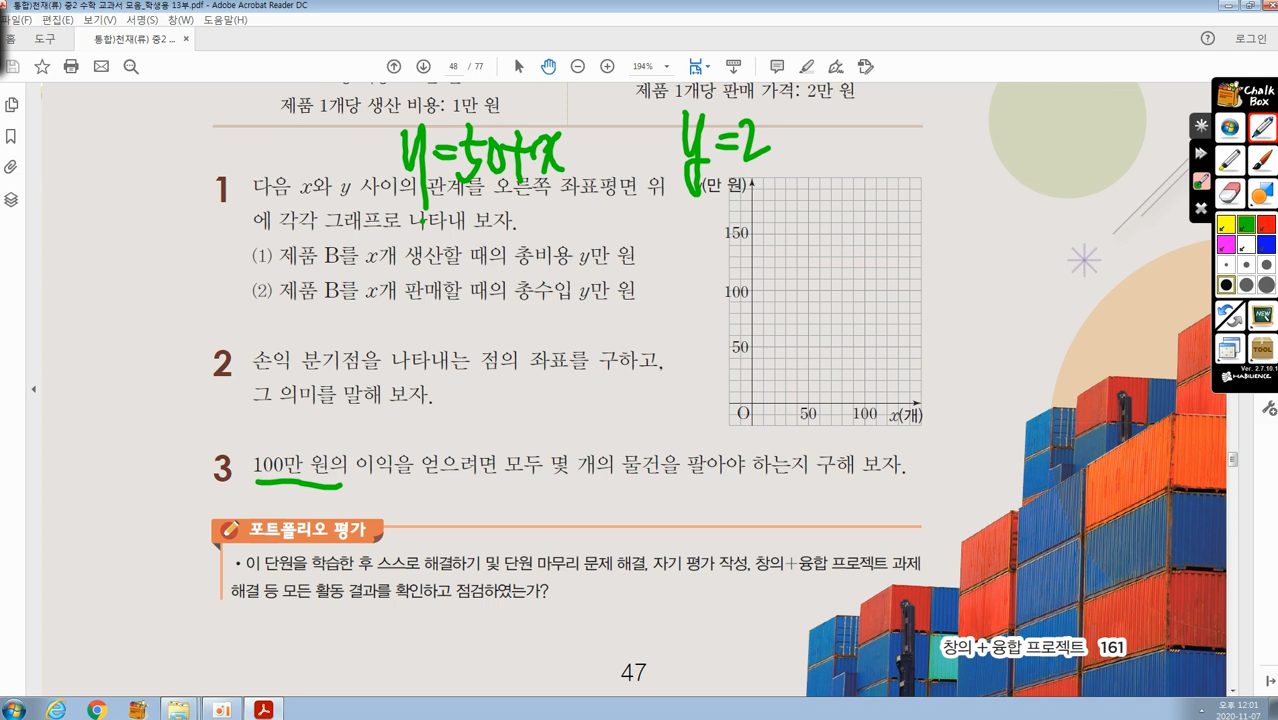 통합)천재(류) 중2 수학 교과서 모음_학생용 13부.pdf - Adobe Acrobat Reader DC
파일(F) 편집(E) 보기(V) 서명(S) 창(W) 도움말(H)
홈 도구 통합)천재(류) 중2 ... × 로그인
48 / 77 194%
제품 1개당 생산 비용: 1만 원
제품 1개당 판매 가격: 2만 원
y=50+x
y=2
1 다음 x와 y 사이의 관계를 오른쪽 좌표평면 위
에 각각 그래프로 나타내 보자.
(1) 제품 B를 x개 생산할 때의 총비용 y만 원
(2) 제품 B를 x개 판매할 때의 총수입 y만 원
(만 원)
150
100
50
O 50 100 x(개)
2 손익 분기점을 나타내는 점의 좌표를 구하고,
그 의미를 말해 보자.
3 100만 원의 이익을 얻으려면 모두 몇 개의 물건을 팔아야 하는지 구해 보자.
포트폴리오 평가
• 이 단원을 학습한 후 스스로 해결하기 및 단원 마무리 문제 해결, 자기 평가 작성, 창의+융합 프로젝트 과제
해결 등 모든 활동 결과를 확인하고 점검하였는가?
창의+융합 프로젝트 161
47
Chalk
Box
NEW
TOOL
Ver. 2.7.10.1
HABILIENCE
오후 12:01
2020-11-07